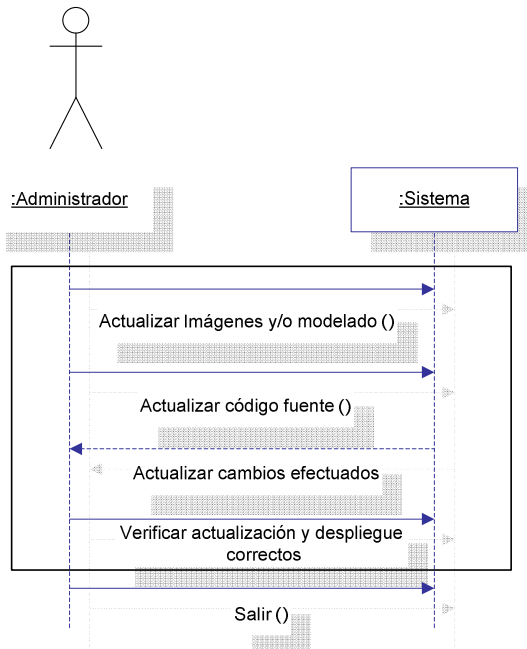 :Administrador
:Sistema
Actualizar Imágenes y/o modelado ()
Actualizar código fuente ()
Actualizar cambios efectuados
Verificar actualización y despliegue
correctos
Salir ()